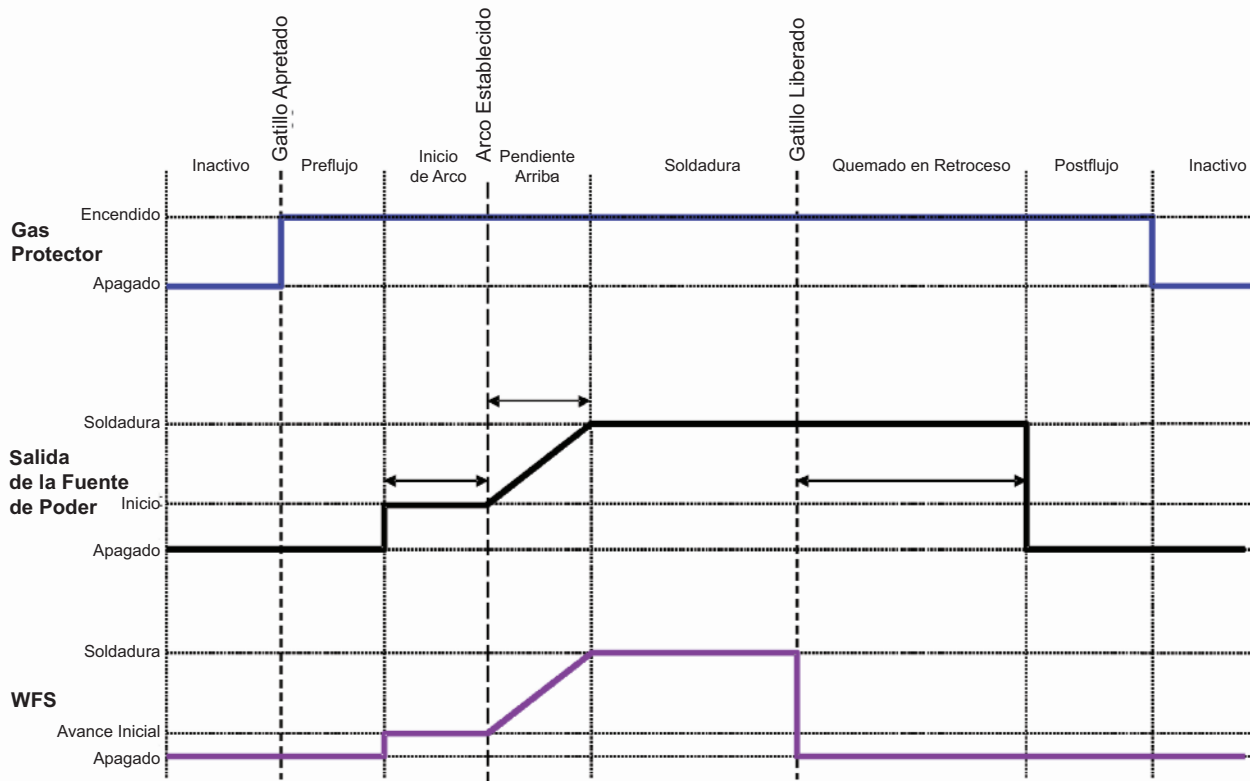 Gatillo Apretado
Arco Establecido
Gatillo Liberado
Inactivo
Preflujo
Inicio
de Arco
Pendiente
Arriba
Soldadura
Quemado en Retroceso
Postflujo
Inactivo
Gas
Protector
Encendido
Apagado
Salida
de la Fuente
de Poder
Soldadura
Inicio
Apagado
WFS
Soldadura
Avance Inicial
Apagado